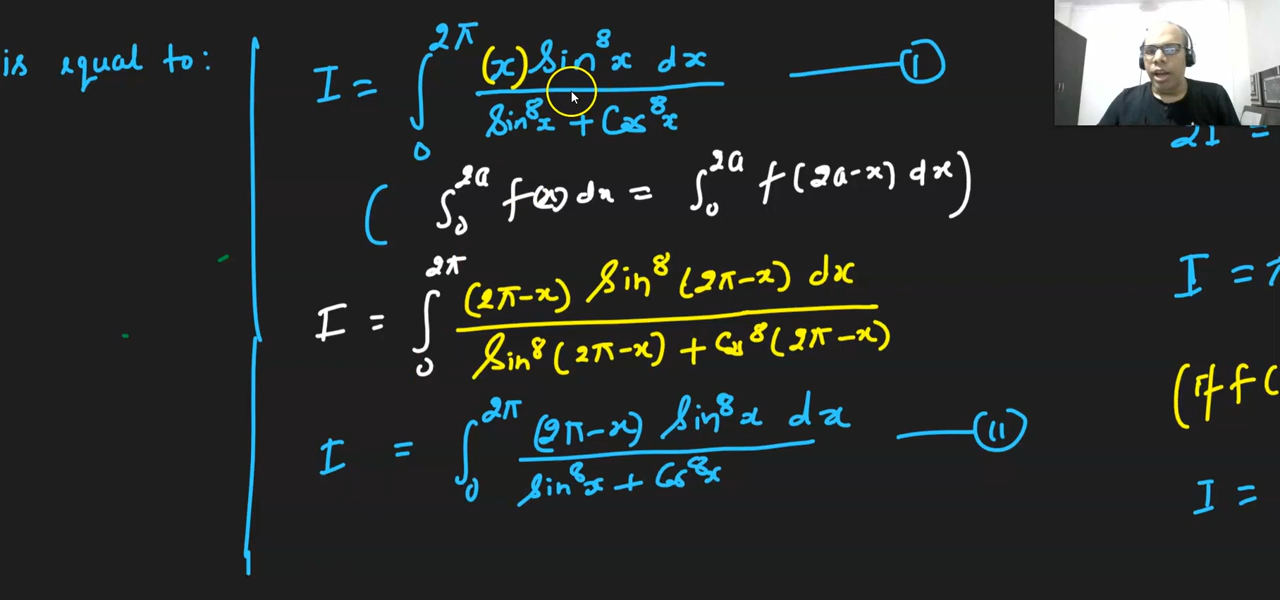 is equal to:
I = ∫₀^2π (x) sin⁸x dx / sin⁸x + cos⁸x ——— (I)
( ∫₀^2a f(x) dx = ∫₀^2a f(2a-x) dx )
I = ∫₀^2π (2π-x) sin⁸(2π-x) dx / sin⁸(2π-x) + cos⁸(2π-x)
I = ∫₀^2π (2π-x) sin⁸x dx / sin⁸x + cos⁸x ——— (II)
2I =
I = π
(if f(
I =